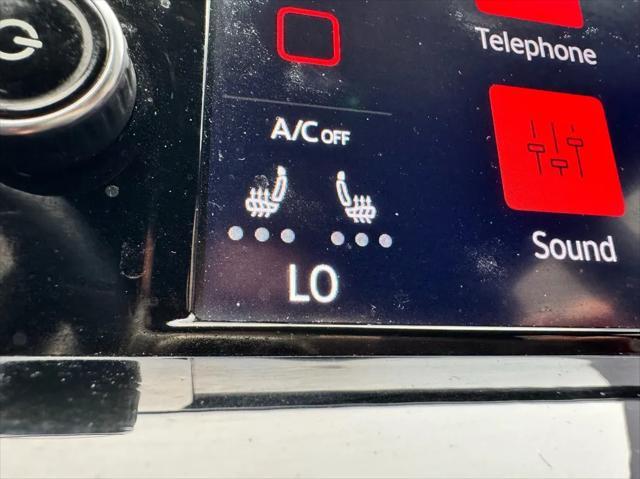 Telephone
A/C OFF
Sound
LO